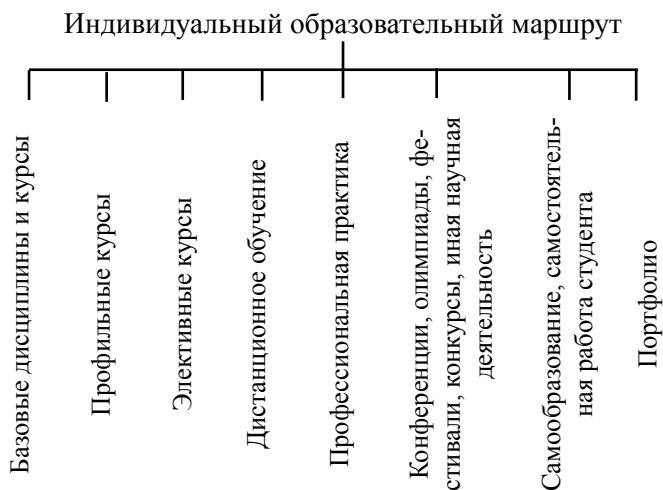 Индивидуальный образовательный маршрут
Базовые дисциплины и курсы
Профильные курсы
Элективные курсы
Дистанционное обучение
Профессиональная практика
Конференции, олимпиады, фе-
стивали, конкурсы, иная научная
деятельность
Самообразование, самостоятель-
ная работа студента
Портфолио